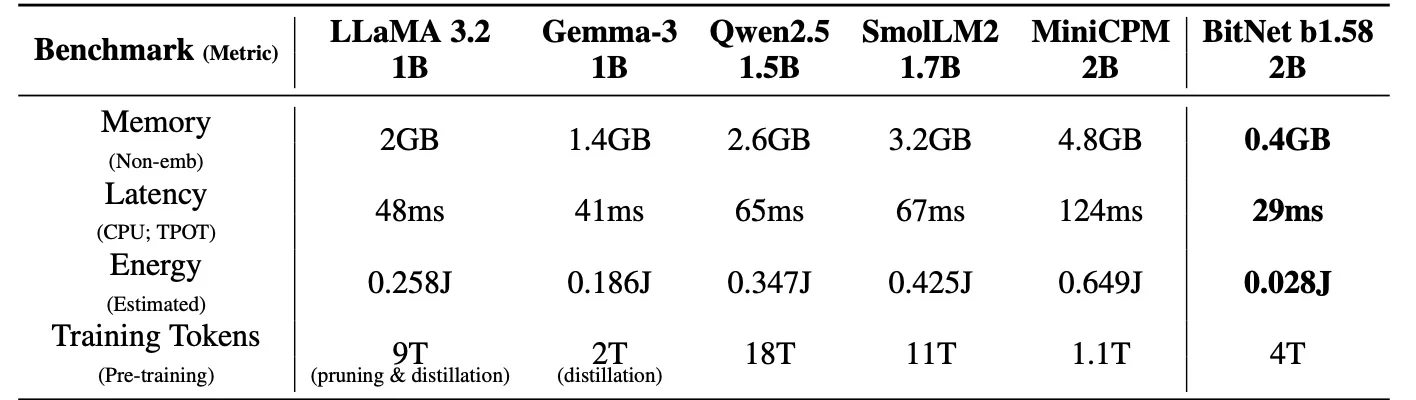 Benchmark (Metric) LLaMA 3.2 1B Gemma-3 1B Qwen2.5 1.5B SmolLM2 1.7B MiniCPM 2B BitNet b1.58 2B
Memory (Non-emb) 2GB 1.4GB 2.6GB 3.2GB 4.8GB 0.4GB
Latency (CPU; TPOT) 48ms 41ms 65ms 67ms 124ms 29ms
Energy (Estimated) 0.258J 0.186J 0.347J 0.425J 0.649J 0.028J
Training Tokens (Pre-training) 9T (pruning & distillation) 2T (distillation) 18T 11T 1.1T 4T